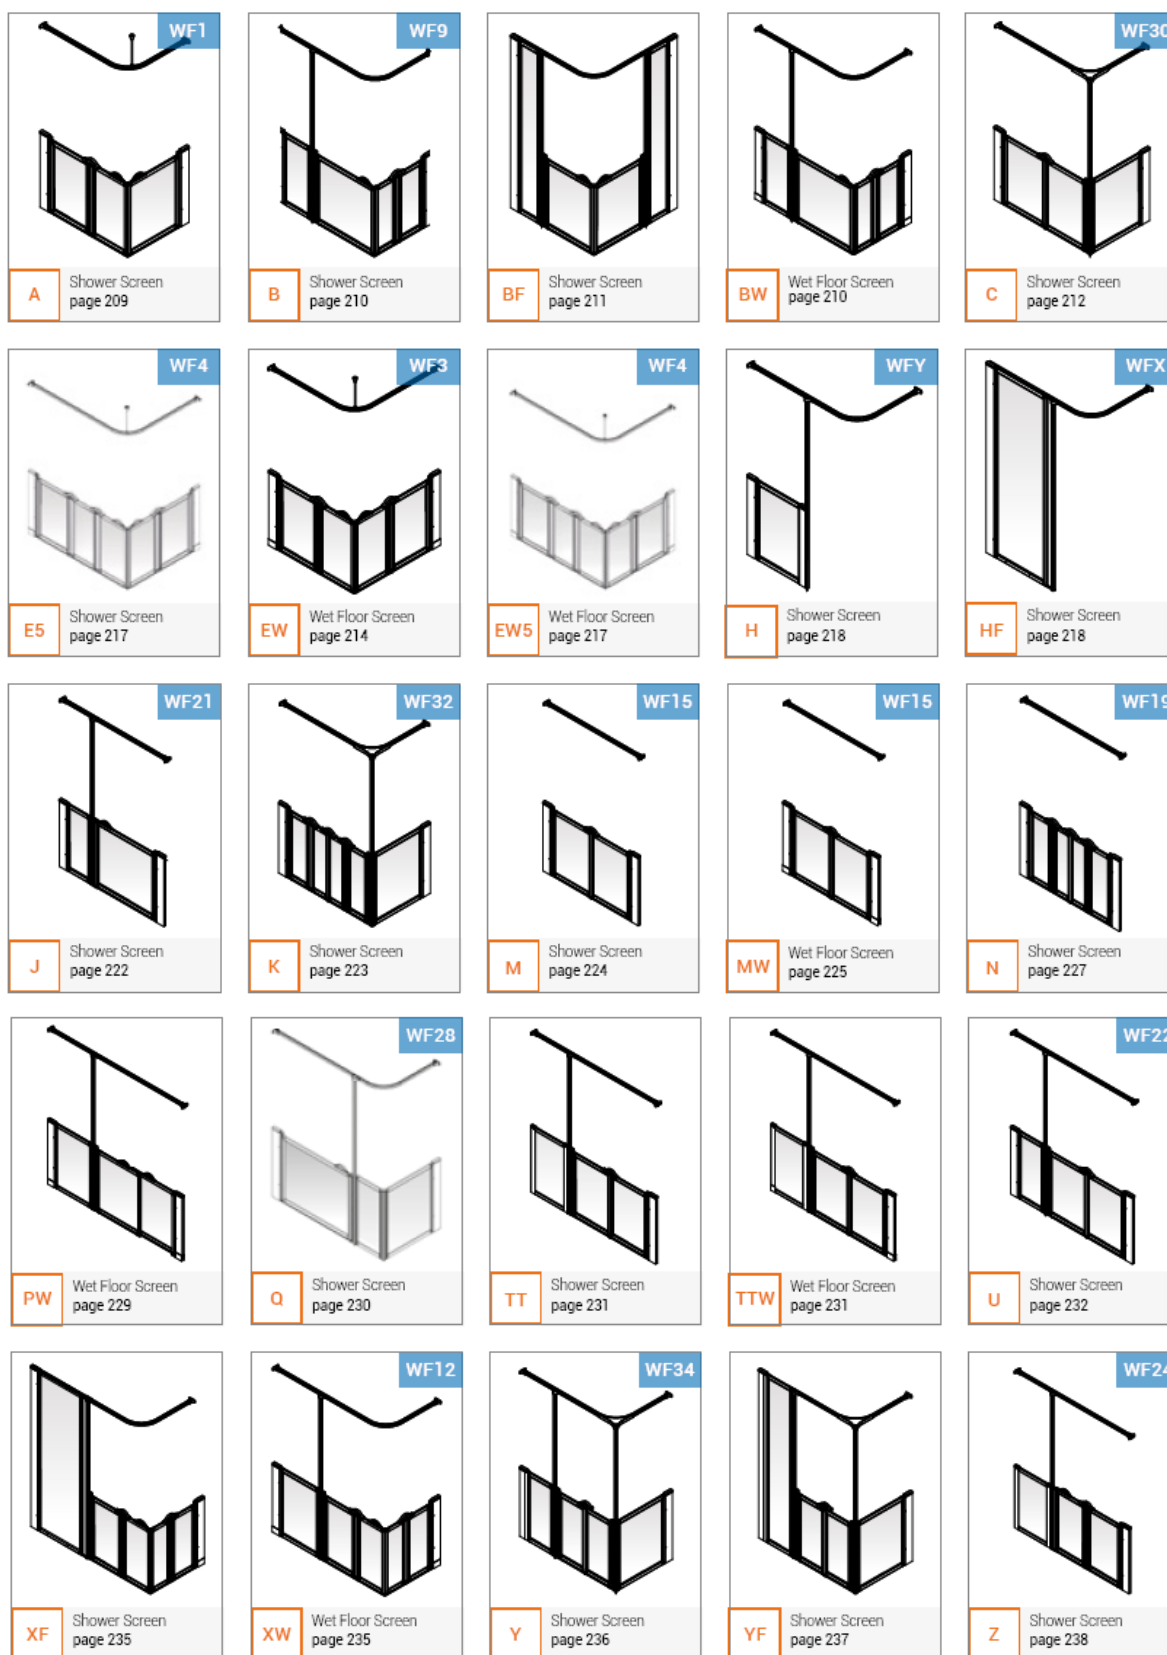 WF1
A
Shower Screen
page 209
WF9
B
Shower Screen
page 210
BF
Shower Screen
page 211
BW
Wet Floor Screen
page 210
WF30
C
Shower Screen
page 212
WF4
E5
Shower Screen
page 217
WF3
EW
Wet Floor Screen
page 214
WF4
EW5
Wet Floor Screen
page 217
WFY
H
Shower Screen
page 218
WFX
HF
Shower Screen
page 218
WF21
J
Shower Screen
page 222
WF32
K
Shower Screen
page 223
WF15
M
Shower Screen
page 224
WF15
MW
Wet Floor Screen
page 225
WF19
N
Shower Screen
page 227
PW
Wet Floor Screen
page 229
WF28
Q
Shower Screen
page 230
TT
Shower Screen
page 231
TTW
Wet Floor Screen
page 231
WF22
U
Shower Screen
page 232
XF
Shower Screen
page 235
WF12
XW
Wet Floor Screen
page 235
WF34
Y
Shower Screen
page 236
YF
Shower Screen
page 237
WF24
Z
Shower Screen
page 238